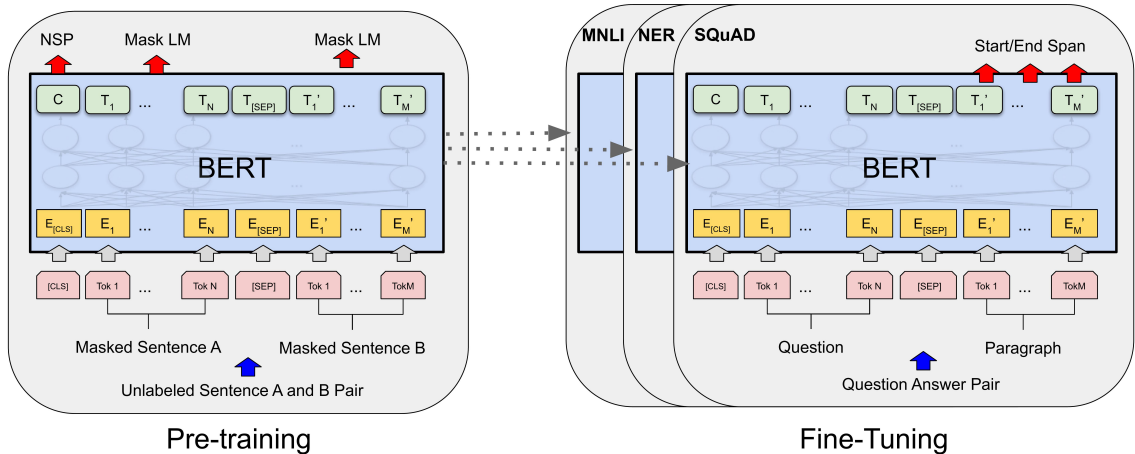 NSP Mask LM Mask LM
C T1 ... TN T[SEP] T1' ... TM'
...
BERT
...
E[CLS] E1 ... EN E[SEP] E1' ... EM'
[CLS] Tok 1 ... Tok N [SEP] Tok 1 ... TokM
Masked Sentence A Masked Sentence B
Unlabeled Sentence A and B Pair
Pre-training
MNLI NER SQuAD
Start/End Span
C T1 ... TN T[SEP] T1' ... TM'
...
BERT
...
E[CLS] E1 ... EN E[SEP] E1' ... EM'
[CLS] Tok 1 ... Tok N [SEP] Tok 1 ... TokM
Question Paragraph
Question Answer Pair
Fine-Tuning